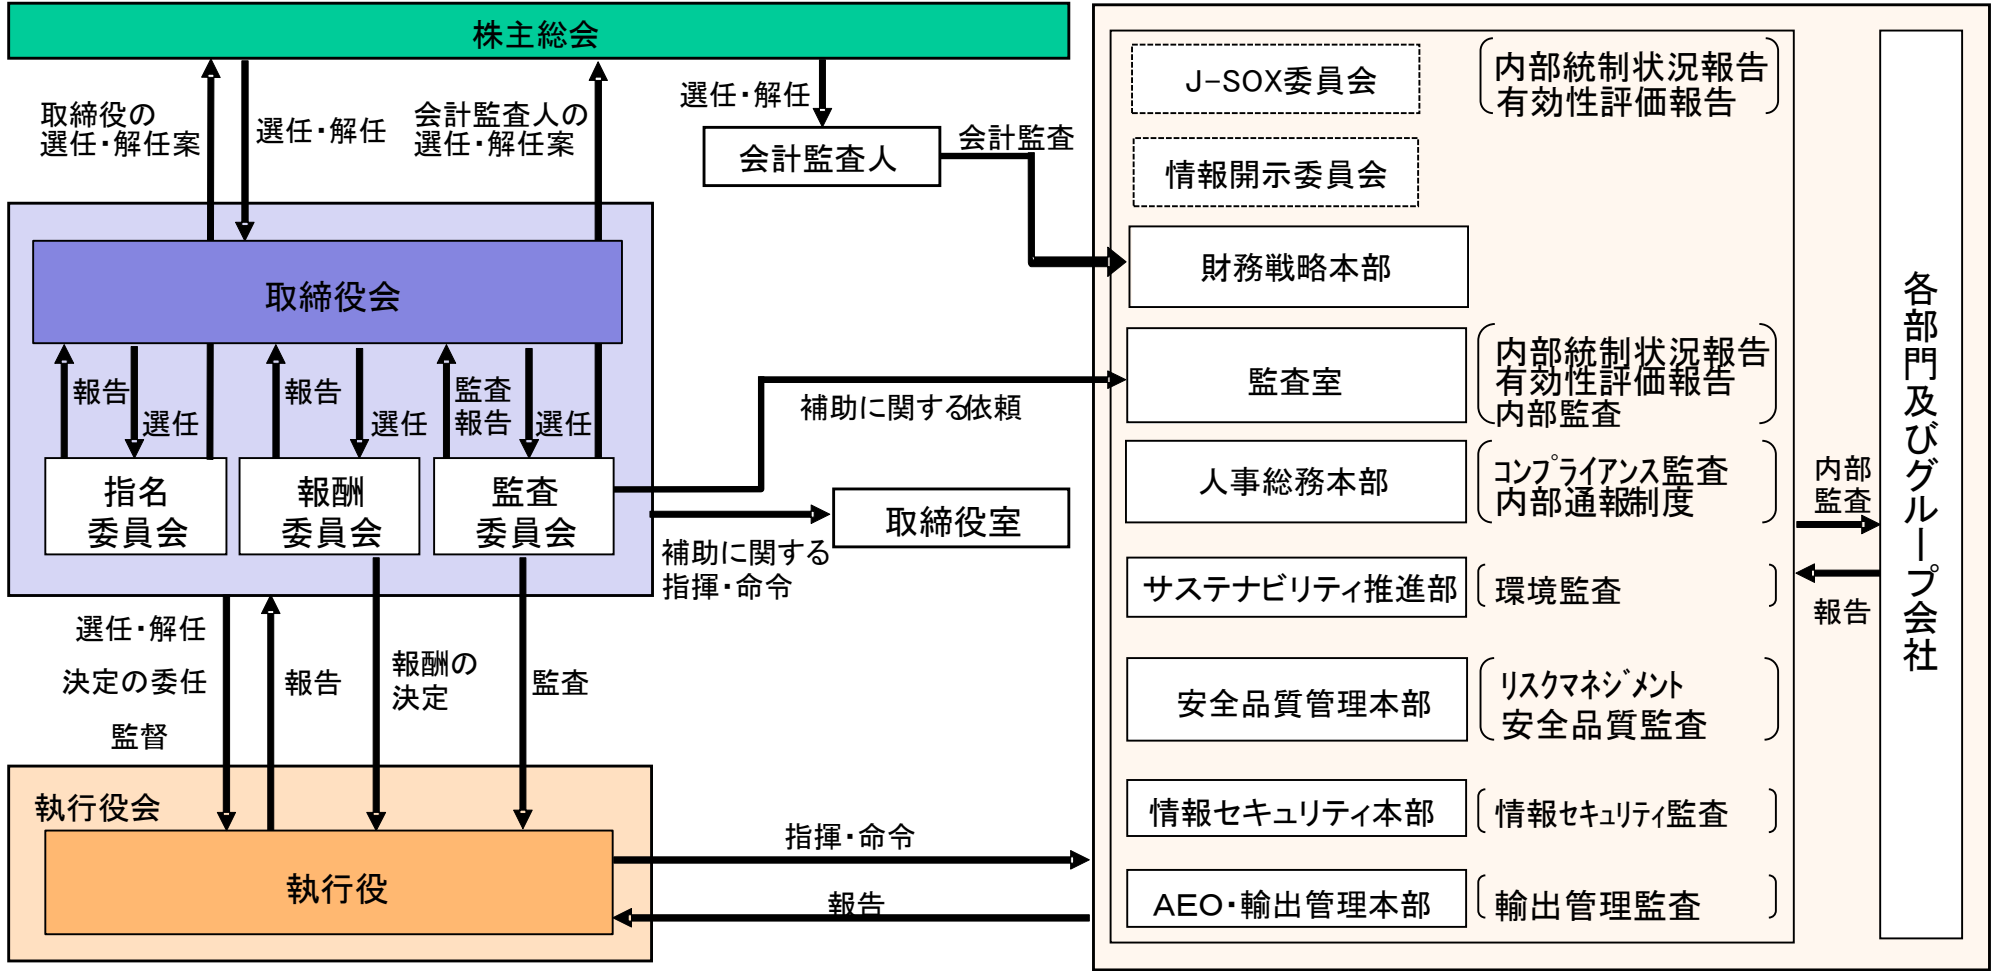 株主総会
取締役の
選任・解任案
選任・解任
会計監査人の
選任・解任案
選任・解任
会計監査人
会計監査
取締役会
報告
選任
報告
選任
監査
報告
選任
指名
委員会
報酬
委員会
監査
委員会
補助に関する依頼
取締役室
補助に関する
指揮・命令
選任・解任
決定の委任
監督
報告
報酬の
決定
監査
執行役会
執行役
指揮・命令
報告
J-SOX委員会
内部統制状況報告
有効性評価報告
情報開示委員会
財務戦略本部
監査室
内部統制状況報告
有効性評価報告
内部監査
人事総務本部
コンプライアンス監査
内部通報制度
サステナビリティ推進部
環境監査
安全品質管理本部
リスクマネジメント
安全品質監査
情報セキュリティ本部
情報セキュリティ監査
AEO・輸出管理本部
輸出管理監査
内部
監査
報告
各部門及びグループ会社